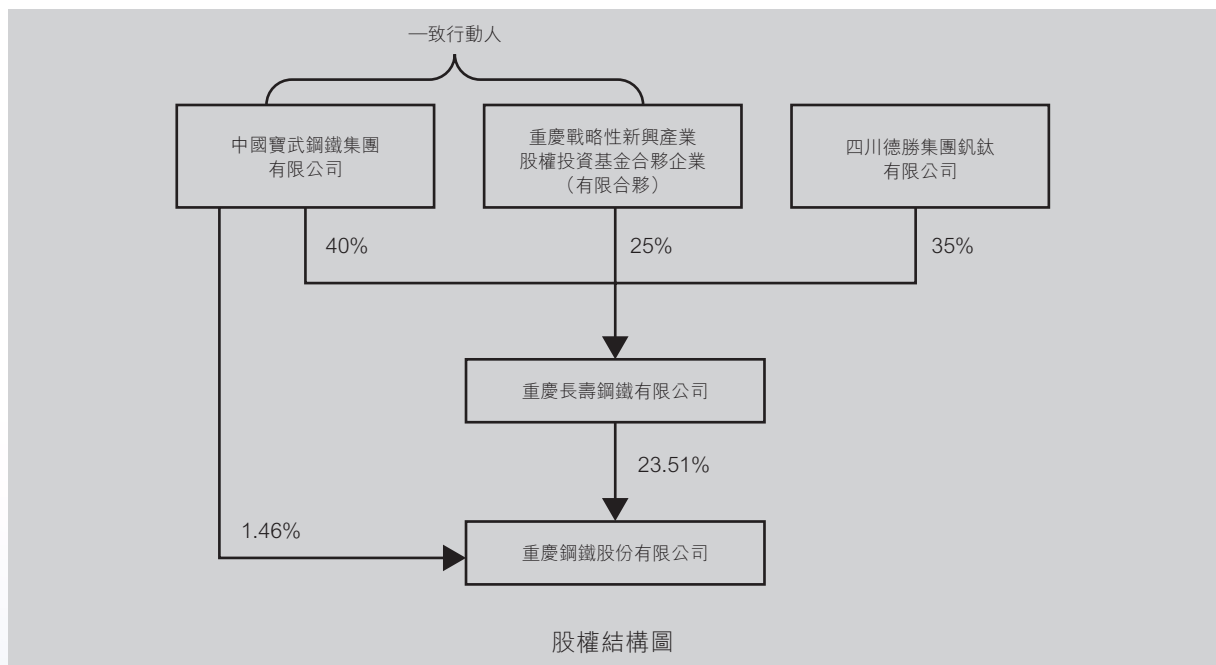 一致行動人
中國寶武鋼鐵集團
有限公司
重慶戰略性新興產業
股權投資基金合夥企業
（有限合夥）
四川德勝集團釩鈦
有限公司
40%
25%
35%
重慶長壽鋼鐵有限公司
23.51%
1.46%
重慶鋼鐵股份有限公司
股權結構圖